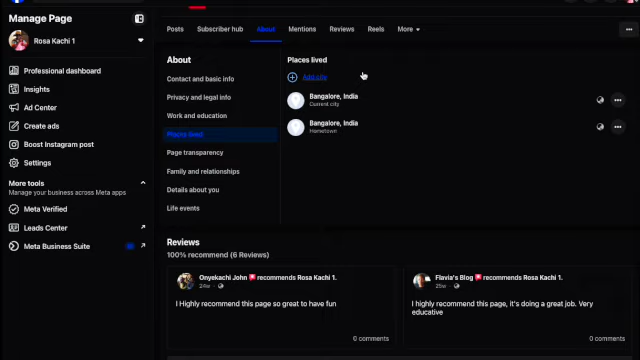 Manage Page
Rosa Kachi 1
Professional dashboard
Insights
Ad Center
Create ads
Boost Instagram post
Settings
More tools
Manage your business across Meta apps
Meta Verified
Leads Center
Meta Business Suite
Posts Subscriber hub About Mentions Reviews Reels More
About
Contact and basic info
Privacy and legal info
Work and education
Places lived
Page transparency
Family and relationships
Details about you
Life events
Places lived
Add city
Bangalore, India
Current city
Bangalore, India
Hometown
Reviews
100% recommend (6 Reviews)
Onyekachi John recommends Rosa Kachi 1.
24w
I Highly recommend this page so great to have fun
0 comments
Flavia's Blog recommends Rosa Kachi 1.
25w
I highly recommend this page, it's doing a great job. Very
educative
0 comments